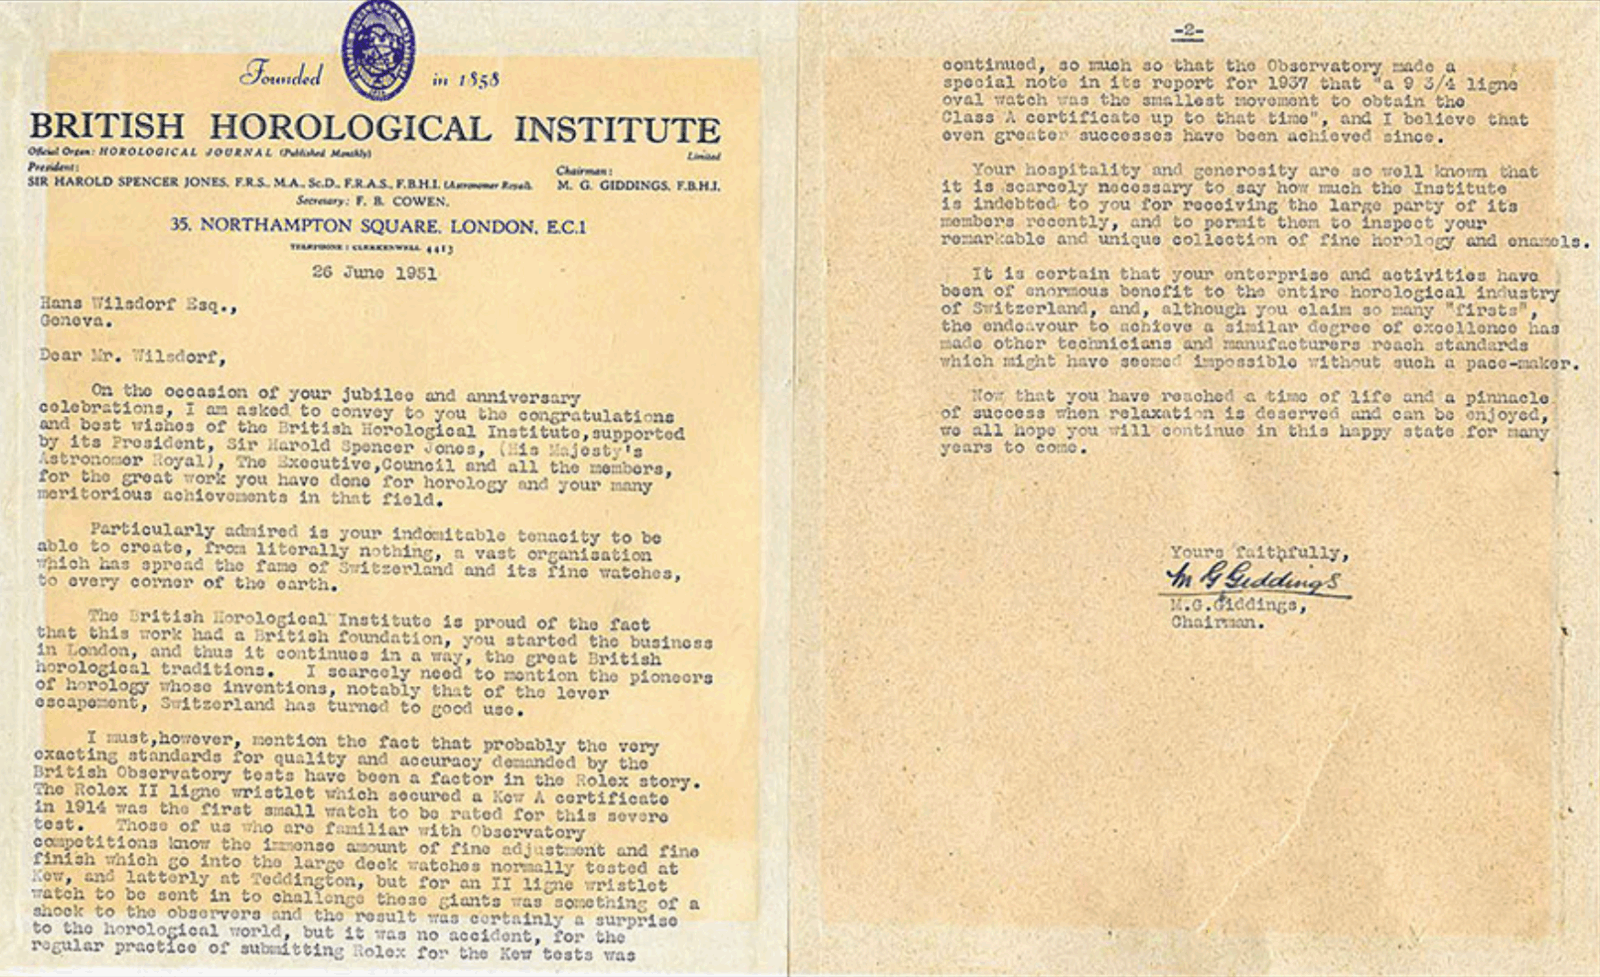 Founded in 1858
BRITISH HOROLOGICAL INSTITUTE
Limited
Official Organ: HOROLOGICAL JOURNAL (Published Monthly)
President:
SIR HAROLD SPENCER JONES, F.R.S., M.A., Sc.D., F.R.A.S., F.B.H.I. (Astronomer Royal).
Chairman:
M. G. GIDDINGS, F.B.H.I.
Secretary: F. B. COWEN.
35, NORTHAMPTON SQUARE, LONDON, E.C.1
TELEPHONE: CLERKENWELL 4413
26 June 1951
Hans Wilsdorf Esq.,
Geneva.
Dear Mr. Wilsdorf,
On the occasion of your jubilee and anniversary
celebrations, I am asked to convey to you the congratulations
and best wishes of the British Horological Institute,supported
by its President, Sir Harold Spencer Jones, (His Majesty's
Astronomer Royal), The Executive,Council and all the members,
for the great work you have done for horology and your many
meritorious achievements in that field.
Particularly admired is your indomitable tenacity to be
able to create, from literally nothing, a vast organisation
which has spread the fame of Switzerland and its fine watches,
to every corner of the earth.
The British Horological Institute is proud of the fact
that this work had a British foundation, you started the business
in London, and thus it continues in a way, the great British
horological traditions. I scarcely need to mention the pioneers
of horology whose inventions, notably that of the lever
escapement, Switzerland has turned to good use.
I must,however, mention the fact that probably the very
exacting standards for quality and accuracy demanded by the
British Observatory tests have been a factor in the Rolex story.
The Rolex II ligne wristlet which secured a Kew A certificate
in 1914 was the first small watch to be rated for this severe
test. Those of us who are familiar with Observatory
competitions know the immense amount of fine adjustment and fine
finish which go into the large deck watches normally tested at
Kew, and latterly at Teddington, but for an II ligne wristlet
watch to be sent in to challenge these giants was something of a
shock to the observers and the result was certainly a surprise
to the horological world, but it was no accident, for the
regular practice of submitting Rolex for the Kew tests was
-2-
continued, so much so that the Observatory made a
special note in its report for 1937 that "a 9 3/4 ligne
oval watch was the smallest movement to obtain the
Class A certificate up to that time", and I believe that
even greater successes have been achieved since.
Your hospitality and generosity are so well known that
it is scarcely necessary to say how much the Institute
is indebted to you for receiving the large party of its
members recently, and to permit them to inspect your
remarkable and unique collection of fine horology and enamels.
It is certain that your enterprise and activities have
been of enormous benefit to the entire horological industry
of Switzerland, and, although you claim so many "firsts",
the endeavour to achieve a similar degree of excellence has
made other technicians and manufacturers reach standards
which might have seemed impossible without such a pace-maker.
Now that you have reached a time of life and a pinnacle
of success when relaxation is deserved and can be enjoyed,
we all hope you will continue in this happy state for many
years to come.
Yours faithfully,
M G Giddings
M.G.Giddings,
Chairman.